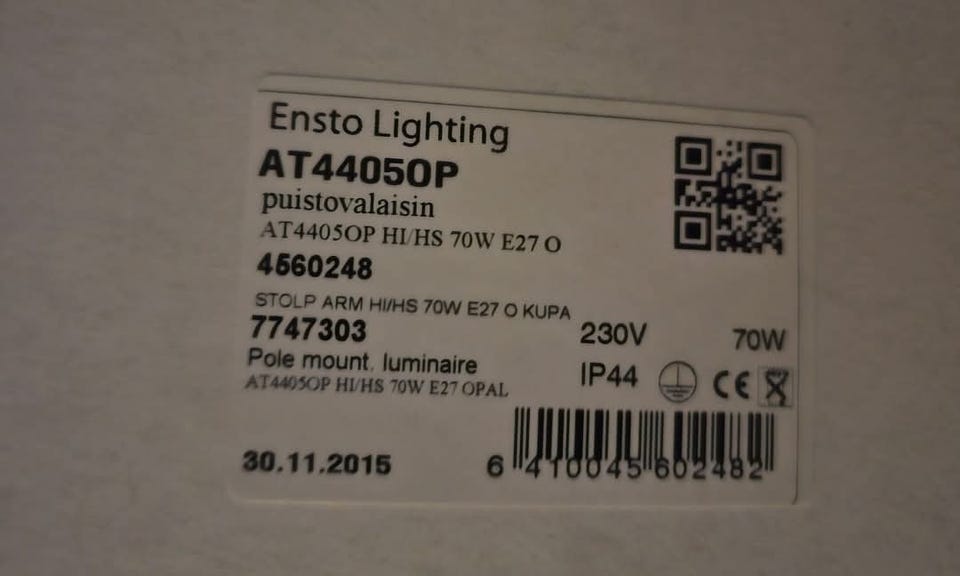 Ensto Lighting
AT4405OP
puistovalaisin
AT4405OP HI/HS 70W E27 O
4560248
STOLP ARM HI/HS 70W E27 O KUPA
7747303
230V 70W
Pole mount. luminaire
IP44
CE
AT4405OP HI/HS 70W E27 OPAL
30.11.2015
6 410045 602482